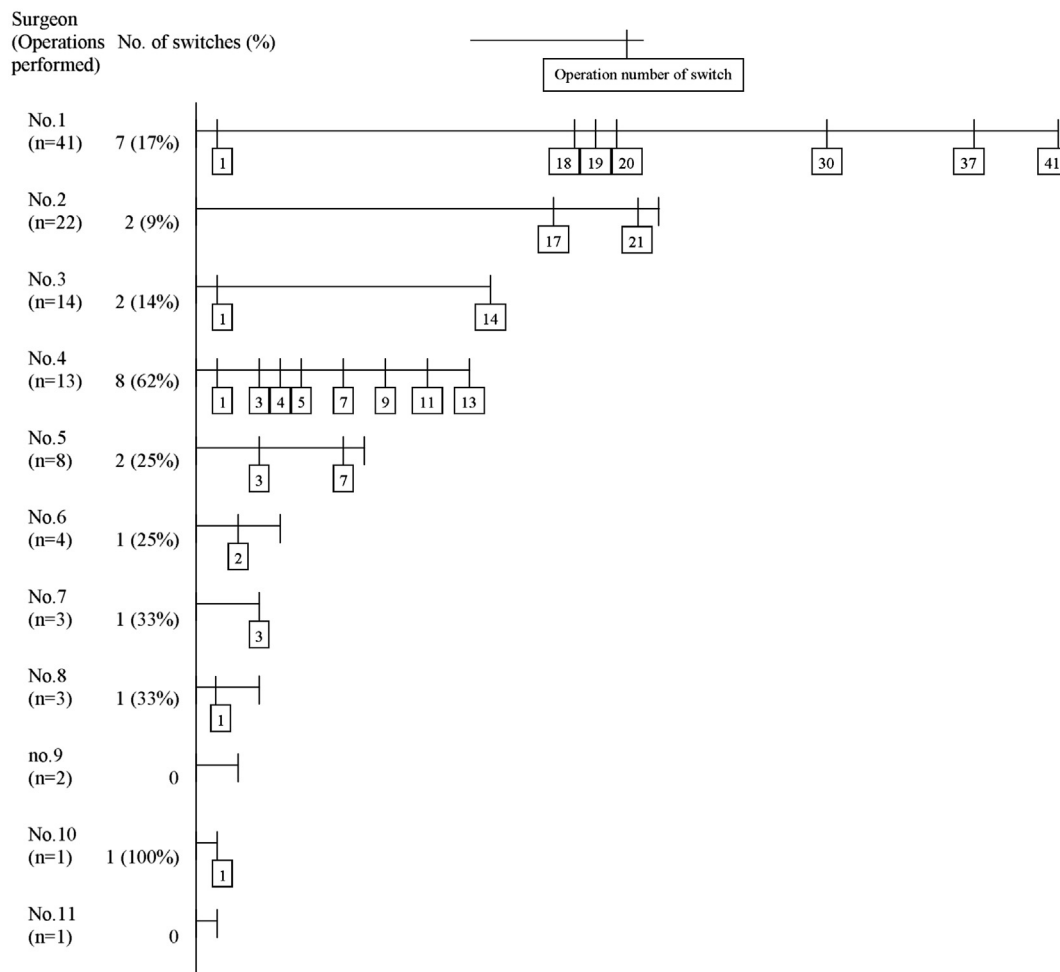 Surgeon
(Operations No. of switches (%)
performed)
Operation number of switch
No.1
(n=41) 7 (17%)
1 18 19 20 30 37 41
No.2
(n=22) 2 (9%)
17 21
No.3
(n=14) 2 (14%)
1 14
No.4
(n=13) 8 (62%)
1 3 4 5 7 9 11 13
No.5
(n=8) 2 (25%)
3 7
No.6
(n=4) 1 (25%)
2
No.7
(n=3) 1 (33%)
3
No.8
(n=3) 1 (33%)
1
no.9
(n=2) 0
No.10
(n=1) 1 (100%)
1
No.11
(n=1) 0